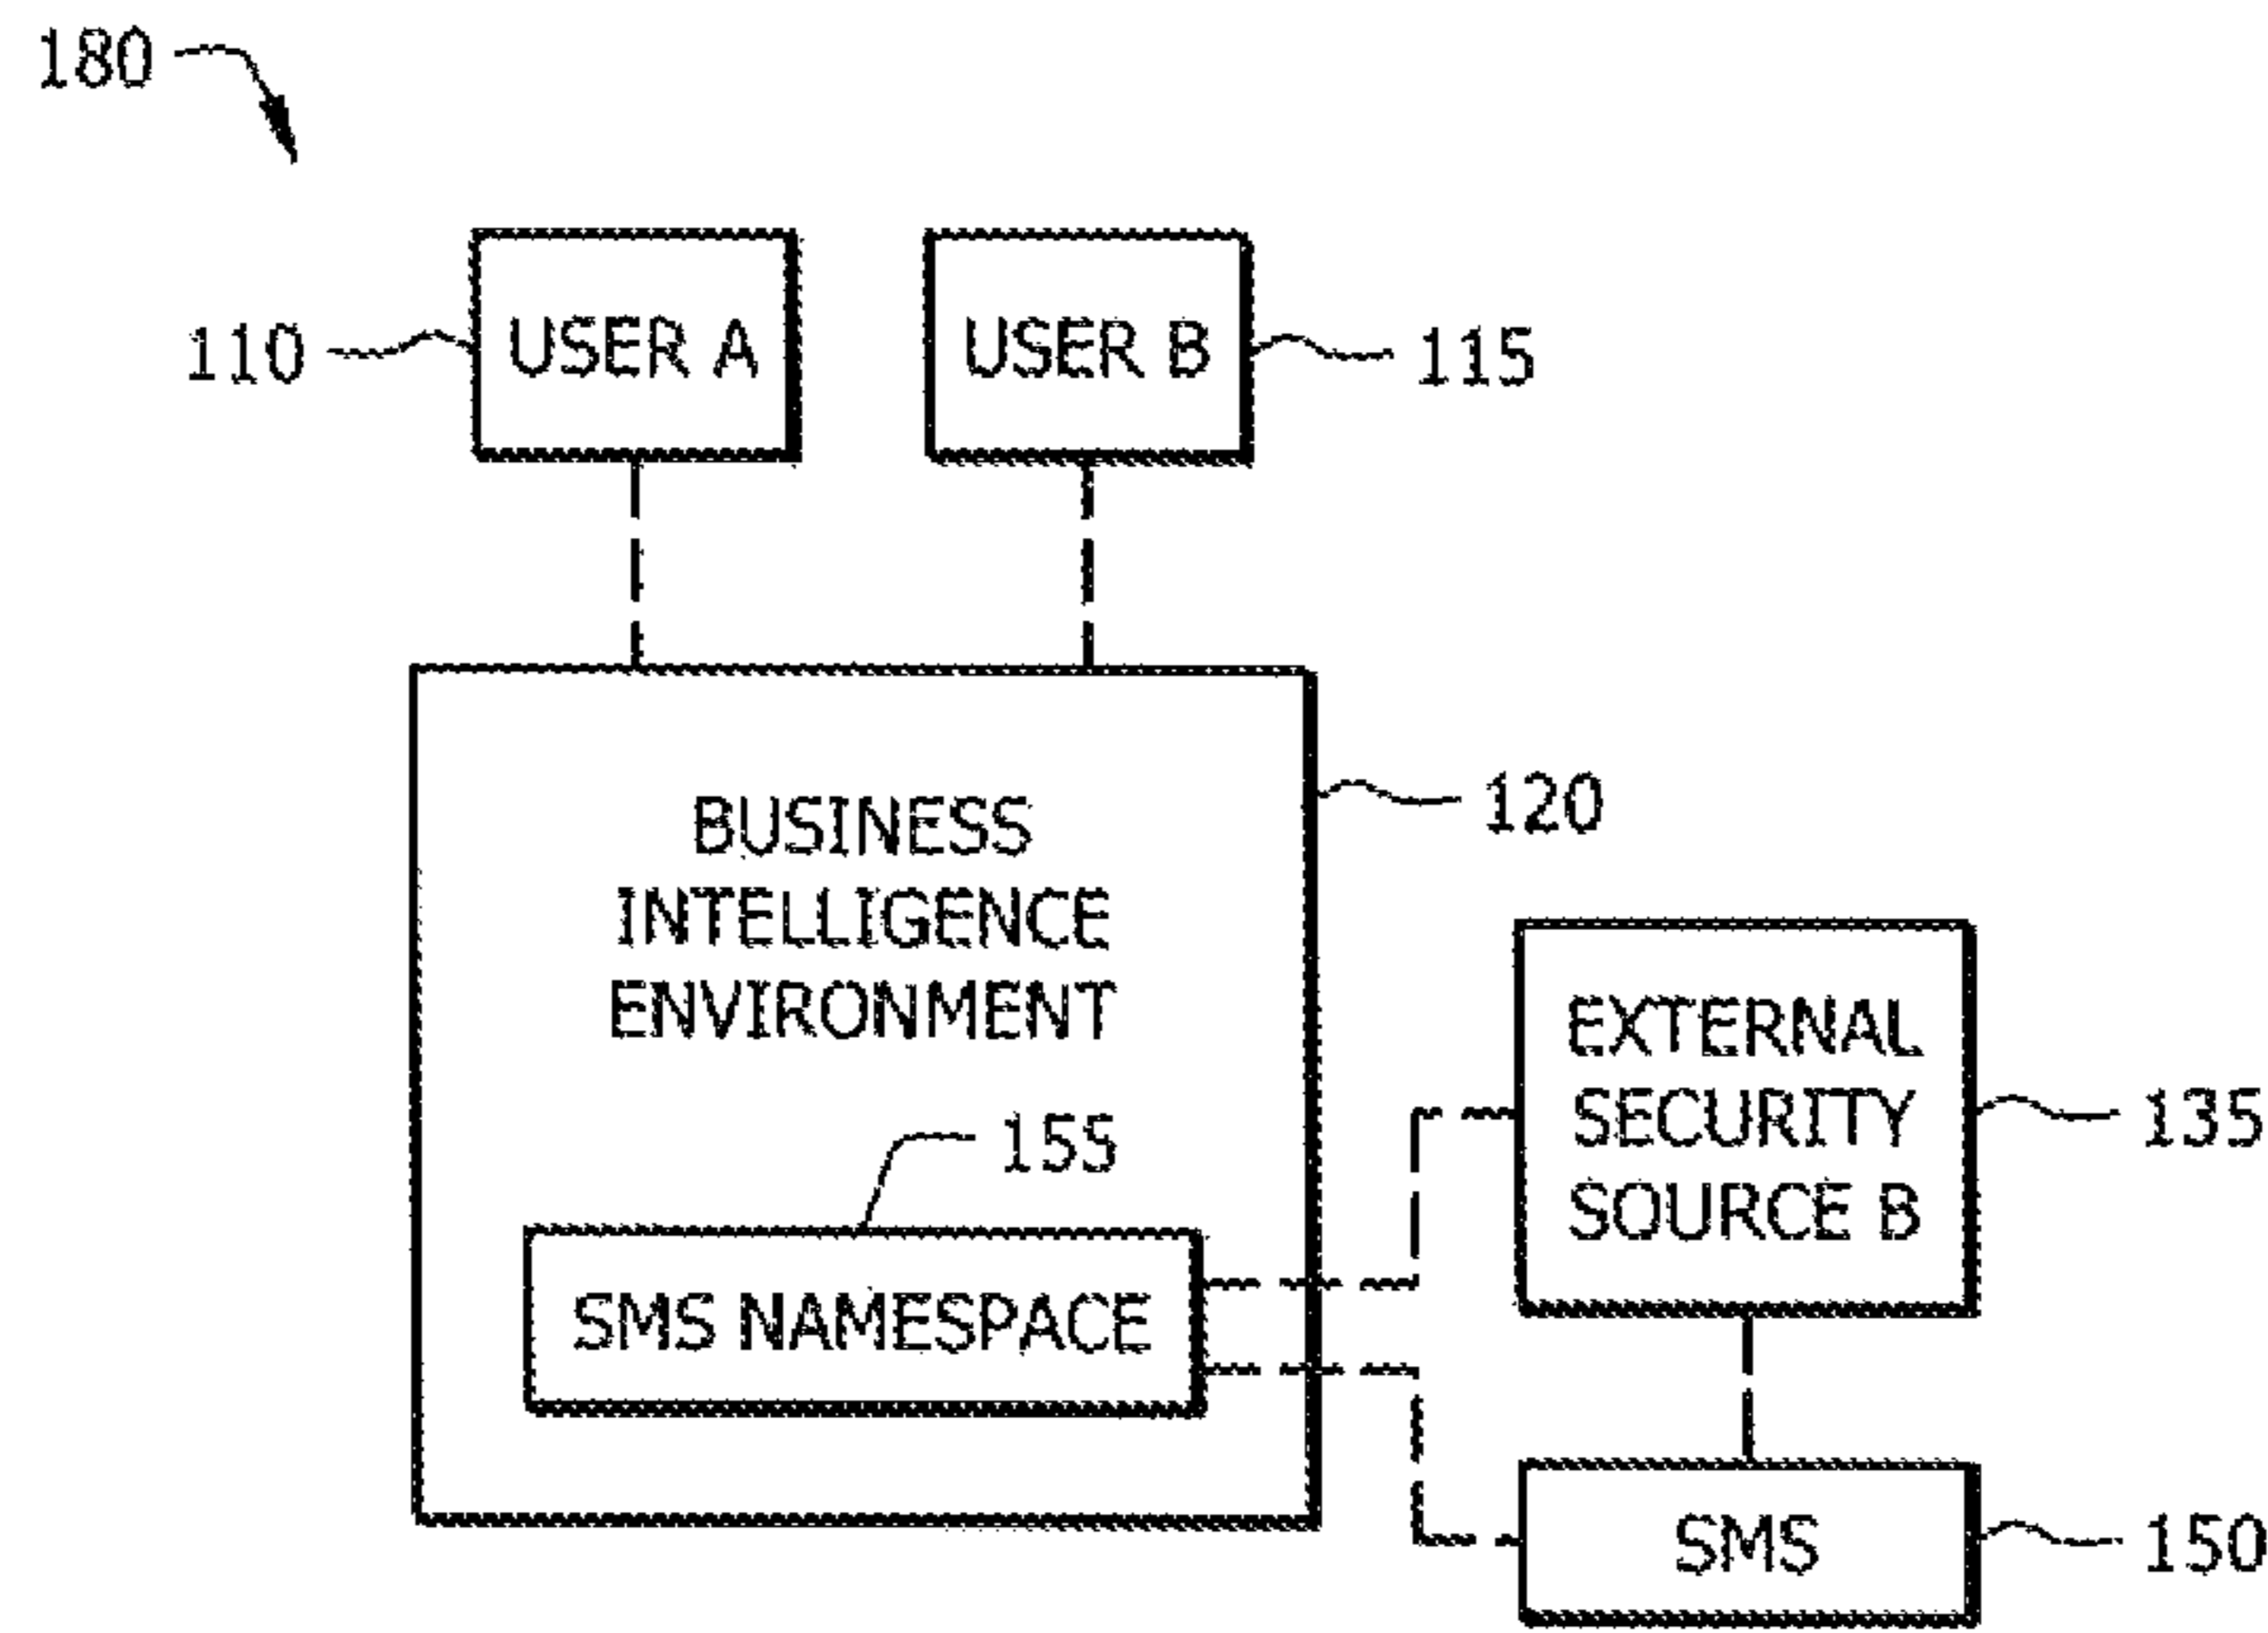 180
110
USER A
USER B
115
BUSINESS
INTELLIGENCE
ENVIRONMENT
120
155
SMS NAMESPACE
EXTERNAL
SECURITY
SOURCE B
135
SMS
150